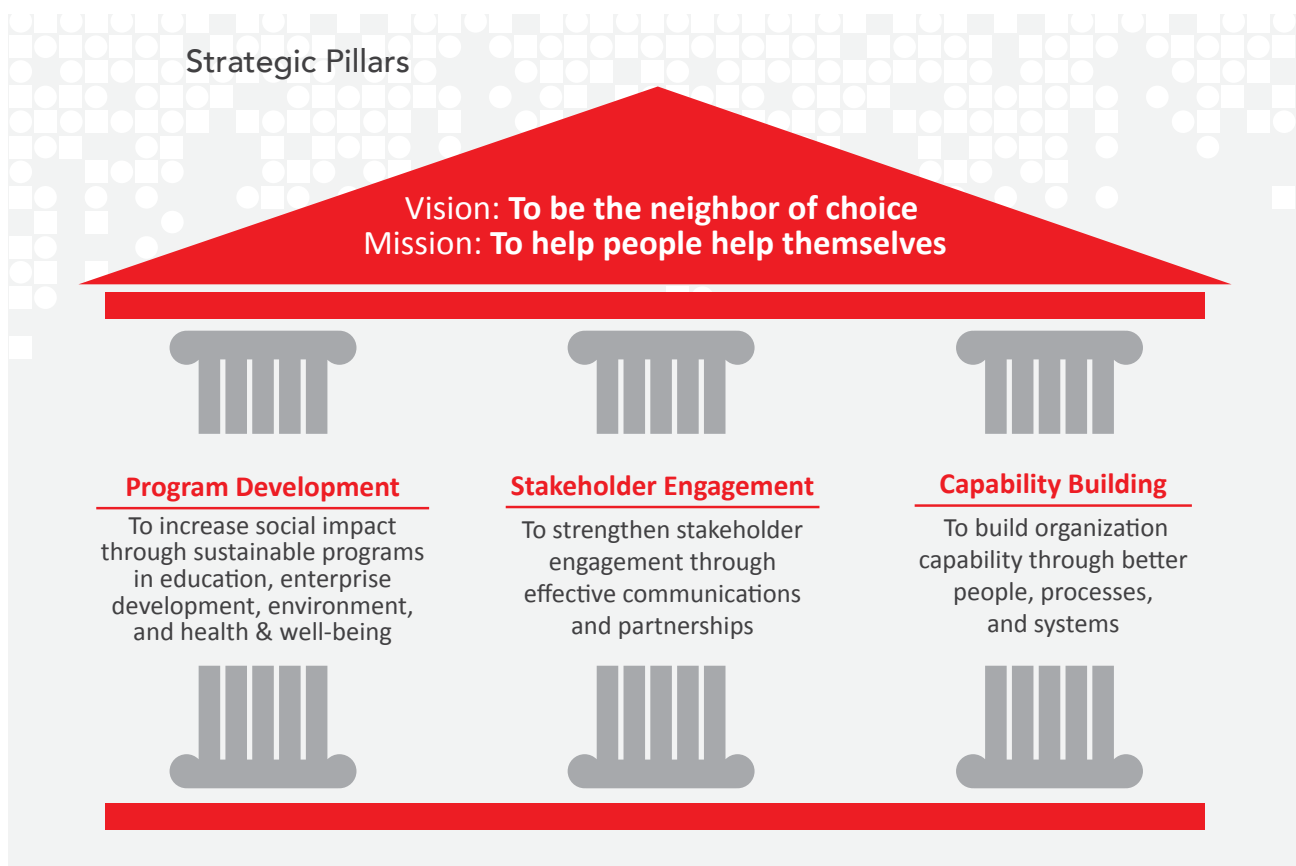 Strategic Pillars
Vision: To be the neighbor of choice
Mission: To help people help themselves
Program Development
To increase social impact
through sustainable programs
in education, enterprise
development, environment,
and health & well-being
Stakeholder Engagement
To strengthen stakeholder
engagement through
effective communications
and partnerships
Capability Building
To build organization
capability through better
people, processes,
and systems